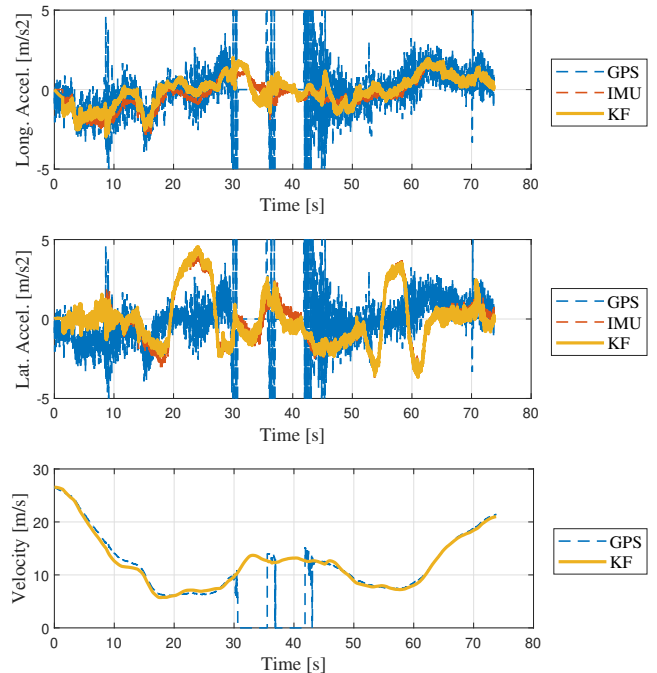 Long. Accel. [m/s2]
5
0
-5
0 10 20 30 40 50 60 70 80
Time [s]
GPS
IMU
KF
Lat. Accel. [m/s2]
5
0
-5
0 10 20 30 40 50 60 70 80
Time [s]
GPS
IMU
KF
Velocity [m/s]
30
20
10
0
0 10 20 30 40 50 60 70 80
Time [s]
GPS
KF